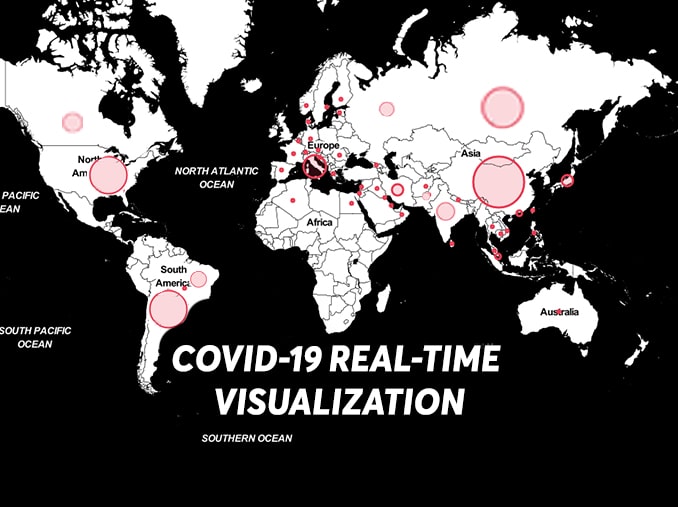 Europe
Asia
North
Am
NORTH ATLANTIC
OCEAN
PACIFIC
EAN
Africa
South
America
Australia
SOUTH PACIFIC
OCEAN
COVID-19 REAL-TIME
VISUALIZATION
SOUTHERN OCEAN